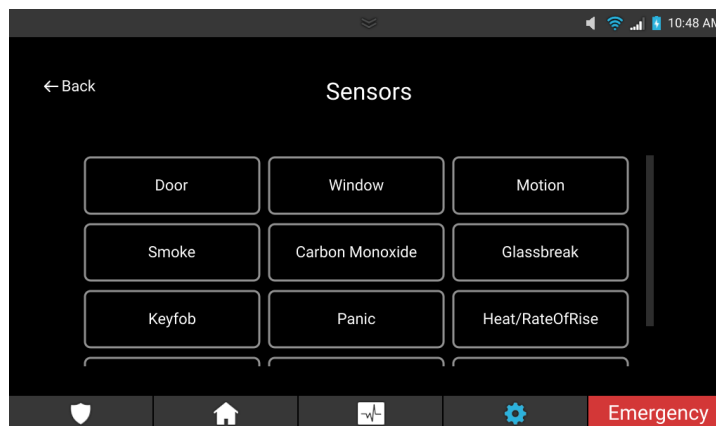 10:48 AM
Back
Sensors
Door
Window
Motion
Smoke
Carbon Monoxide
Glassbreak
Keyfob
Panic
Heat/RateOfRise
Emergency